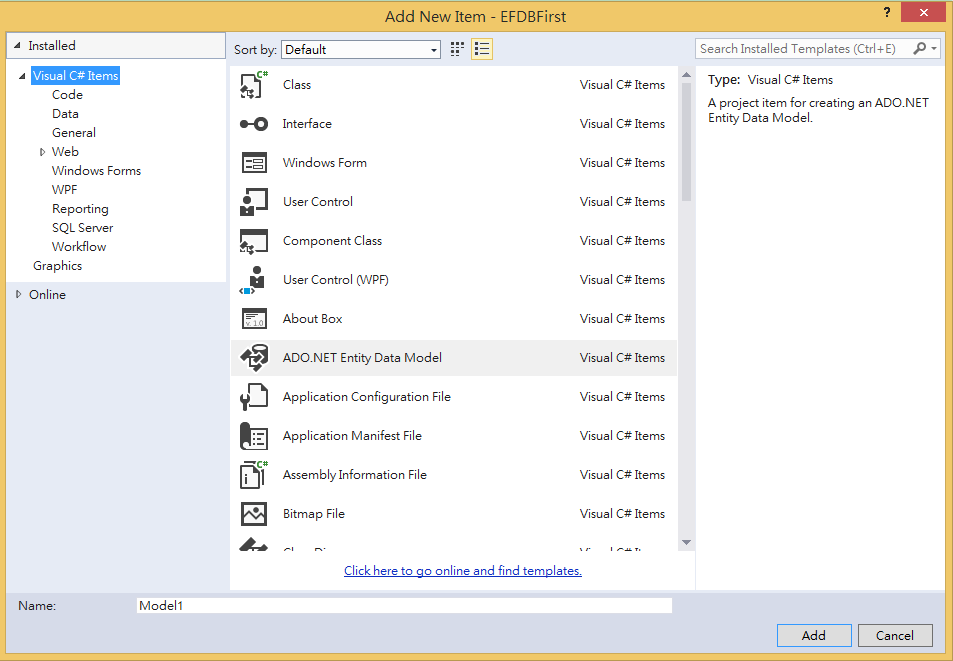 Add New Item - EFDBFirst
?
Installed
Sort by: Default
Search Installed Templates (Ctrl+E)
Visual C# Items
Code
Data
General
Web
Windows Forms
WPF
Reporting
SQL Server
Workflow
Graphics
Online
C# Class Visual C# Items
Interface Visual C# Items
Windows Form Visual C# Items
User Control Visual C# Items
Component Class Visual C# Items
User Control (WPF) Visual C# Items
v. 1.0 About Box Visual C# Items
ADO.NET Entity Data Model Visual C# Items
Application Configuration File Visual C# Items
Application Manifest File Visual C# Items
C# Assembly Information File Visual C# Items
Bitmap File Visual C# Items
Click here to go online and find templates.
Type: Visual C# Items
A project item for creating an ADO.NET
Entity Data Model.
Name: Model1
Add Cancel